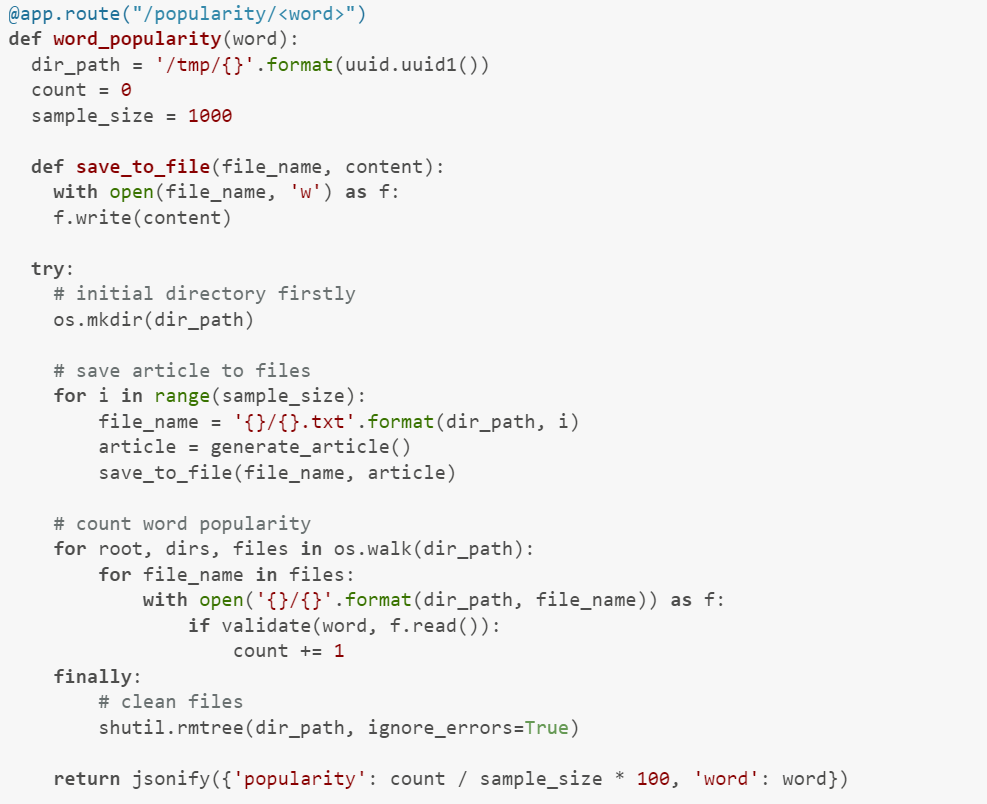 @app.route("/popularity/<word>")
def word_popularity(word):
  dir_path = '/tmp/{}'.format(uuid.uuid1())
  count = 0
  sample_size = 1000

  def save_to_file(file_name, content):
    with open(file_name, 'w') as f:
    f.write(content)

  try:
    # initial directory firstly
    os.mkdir(dir_path)

    # save article to files
    for i in range(sample_size):
        file_name = '{}/{}.txt'.format(dir_path, i)
        article = generate_article()
        save_to_file(file_name, article)

    # count word popularity
    for root, dirs, files in os.walk(dir_path):
        for file_name in files:
            with open('{}/{}'.format(dir_path, file_name)) as f:
                if validate(word, f.read()):
                    count += 1
    finally:
        # clean files
        shutil.rmtree(dir_path, ignore_errors=True)

    return jsonify({'popularity': count / sample_size * 100, 'word': word})